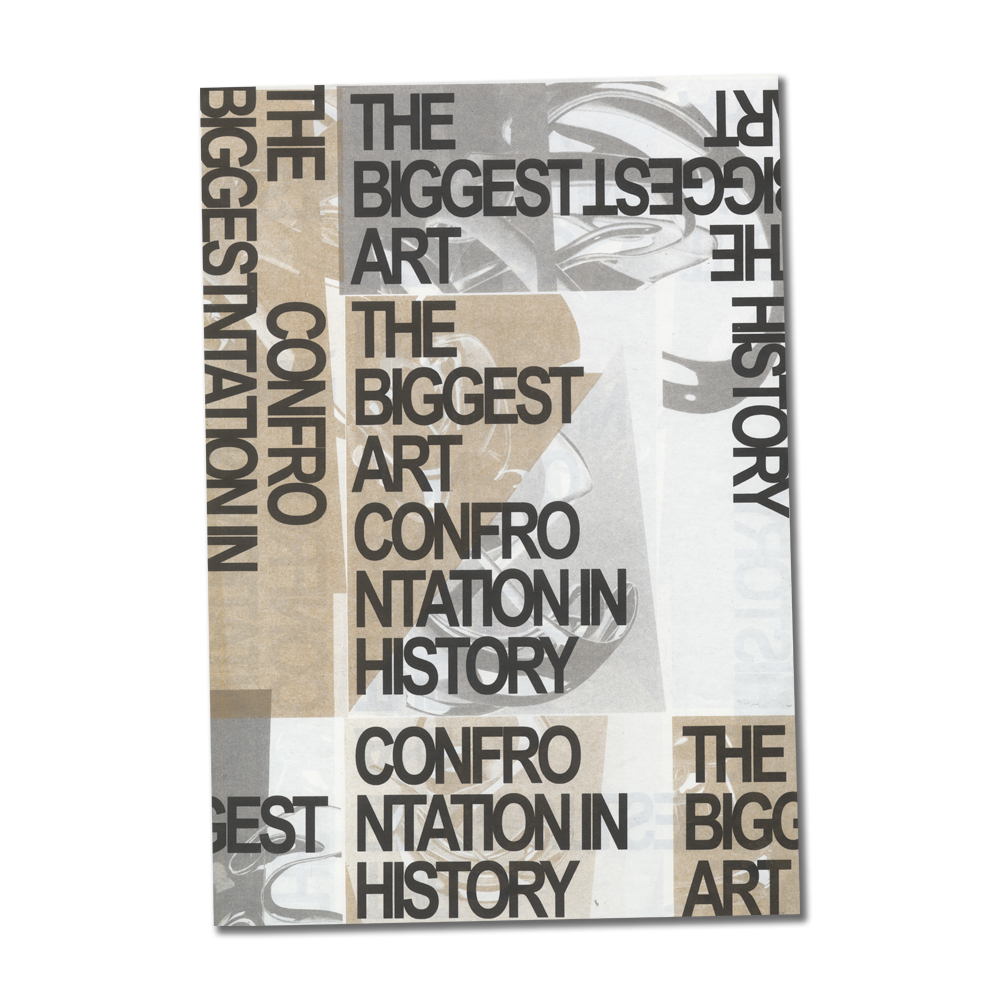 THE
BIGGESTNTATION IN
CONFRO
THE
BIGGEST
ART
ART
BIGGEST
THE
HISTORY
THE
BIGGEST
ART
CONFRO
NTATION IN
HISTORY
GEST
CONFRO
NTATION IN
HISTORY
THE
BIGG
ART